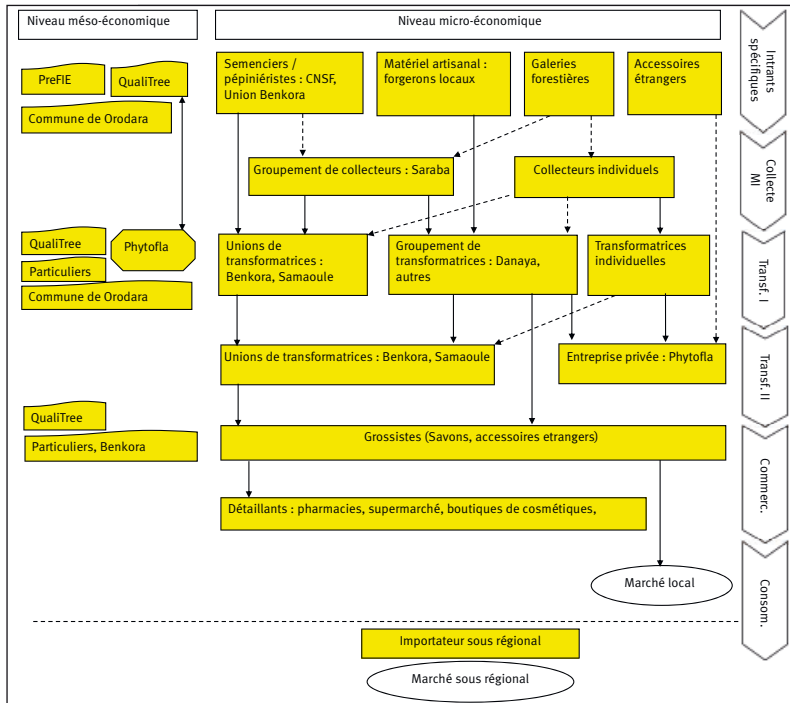 Niveau méso-économique
Niveau micro-économique
PreFIE
QualiTree
Commune de Orodara
Semenciers /
pépiniéristes : CNSF,
Union Benkora
Matériel artisanal :
forgerons locaux
Galeries
forestières
Accessoires
étrangers
Intrants
spécifiques
Groupement de collecteurs : Saraba
Collecteurs individuels
Collecte
MI
QualiTree
Particuliers
Commune de Orodara
Phytofla
Unions de
transformatrices :
Benkora, Samaoule
Groupement de
transformatrices : Danaya,
autres
Transformatrices
individuelles
Transf. I
Unions de transformatrices : Benkora, Samaoule
Entreprise privée : Phytofla
Transf. II
QualiTree
Particuliers, Benkora
Grossistes (Savons, accessoires etrangers)
Commerc.
Détaillants : pharmacies, supermarché, boutiques de cosmétiques,
Marché local
Consom.
Importateur sous régional
Marché sous régional